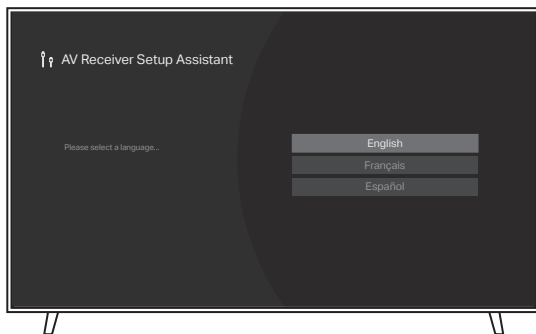 AV Receiver Setup Assistant
Please select a language...
English
Français
Español